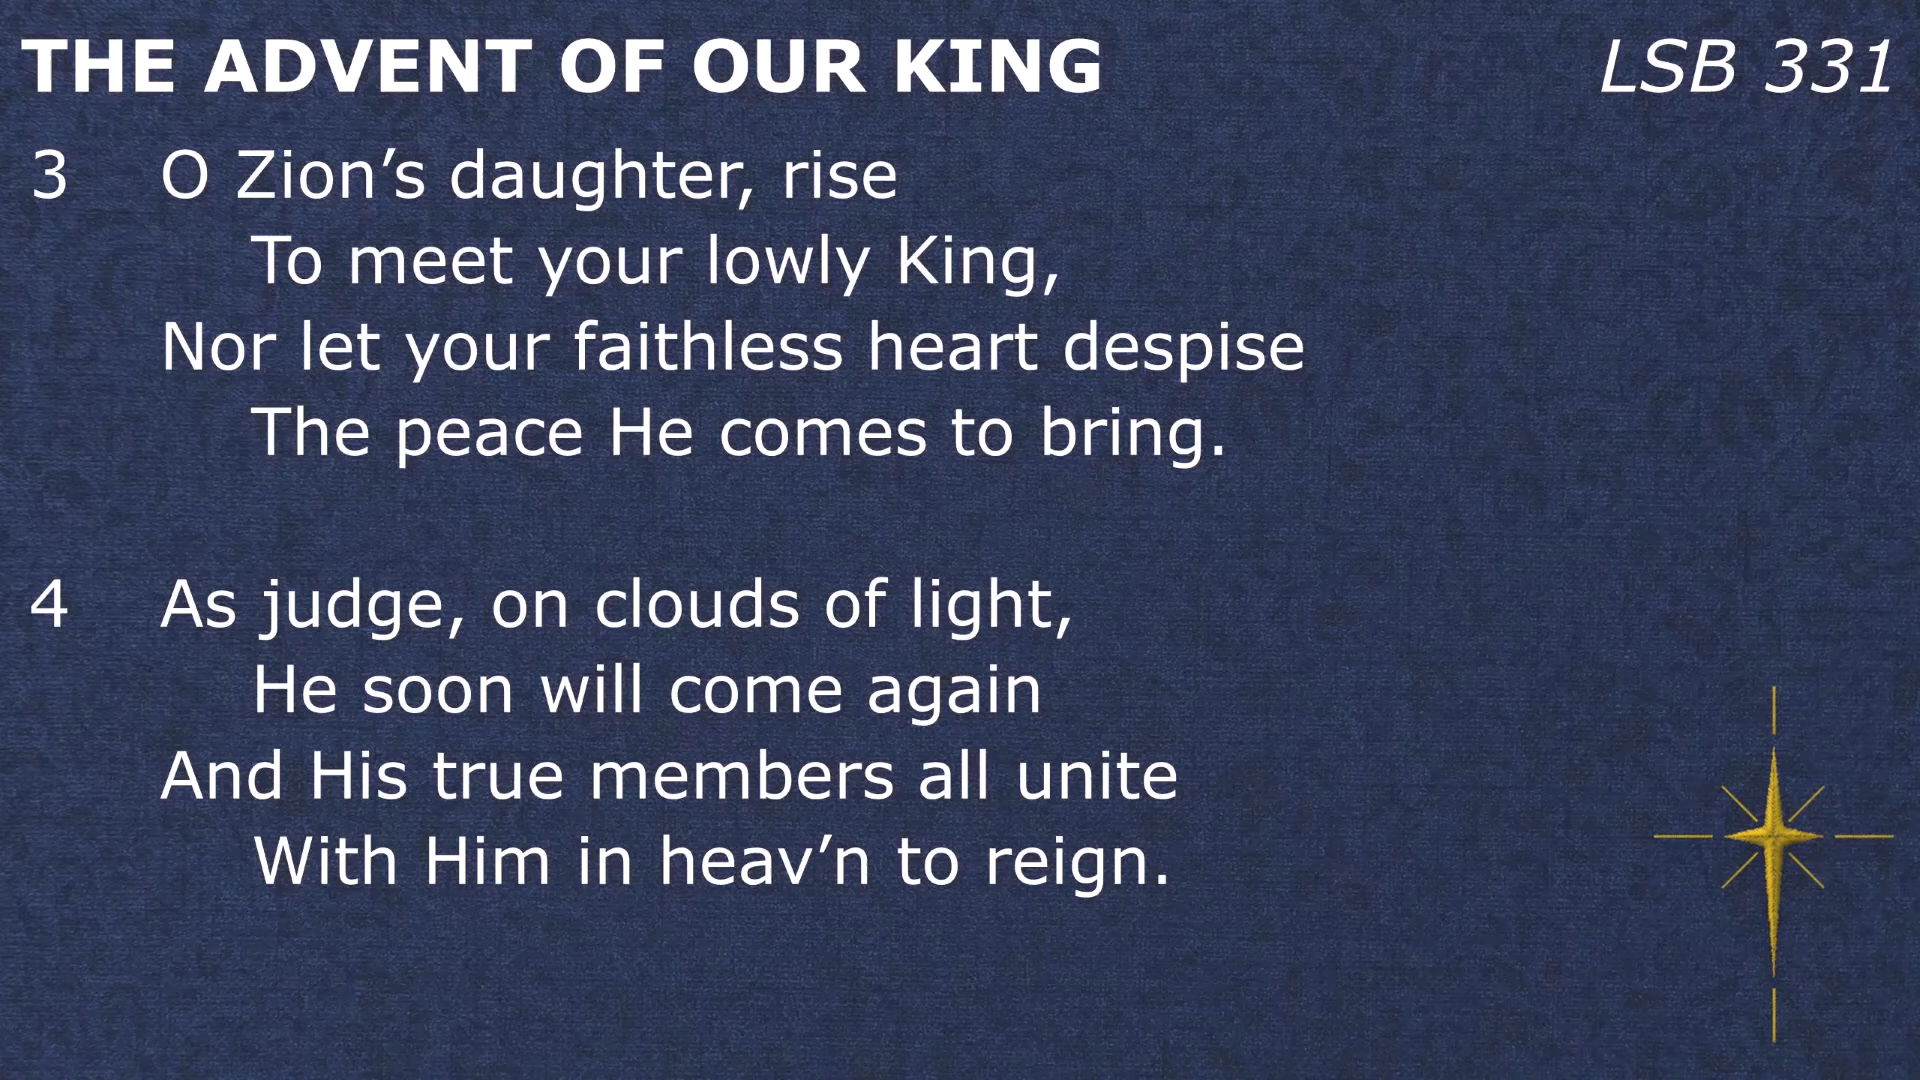 THE ADVENT OF OUR KING LSB 331
3 O Zion’s daughter, rise
To meet your lowly King,
Nor let your faithless heart despise
The peace He comes to bring.
4 As judge, on clouds of light,
He soon will come again
And His true members all unite
With Him in heav’n to reign.